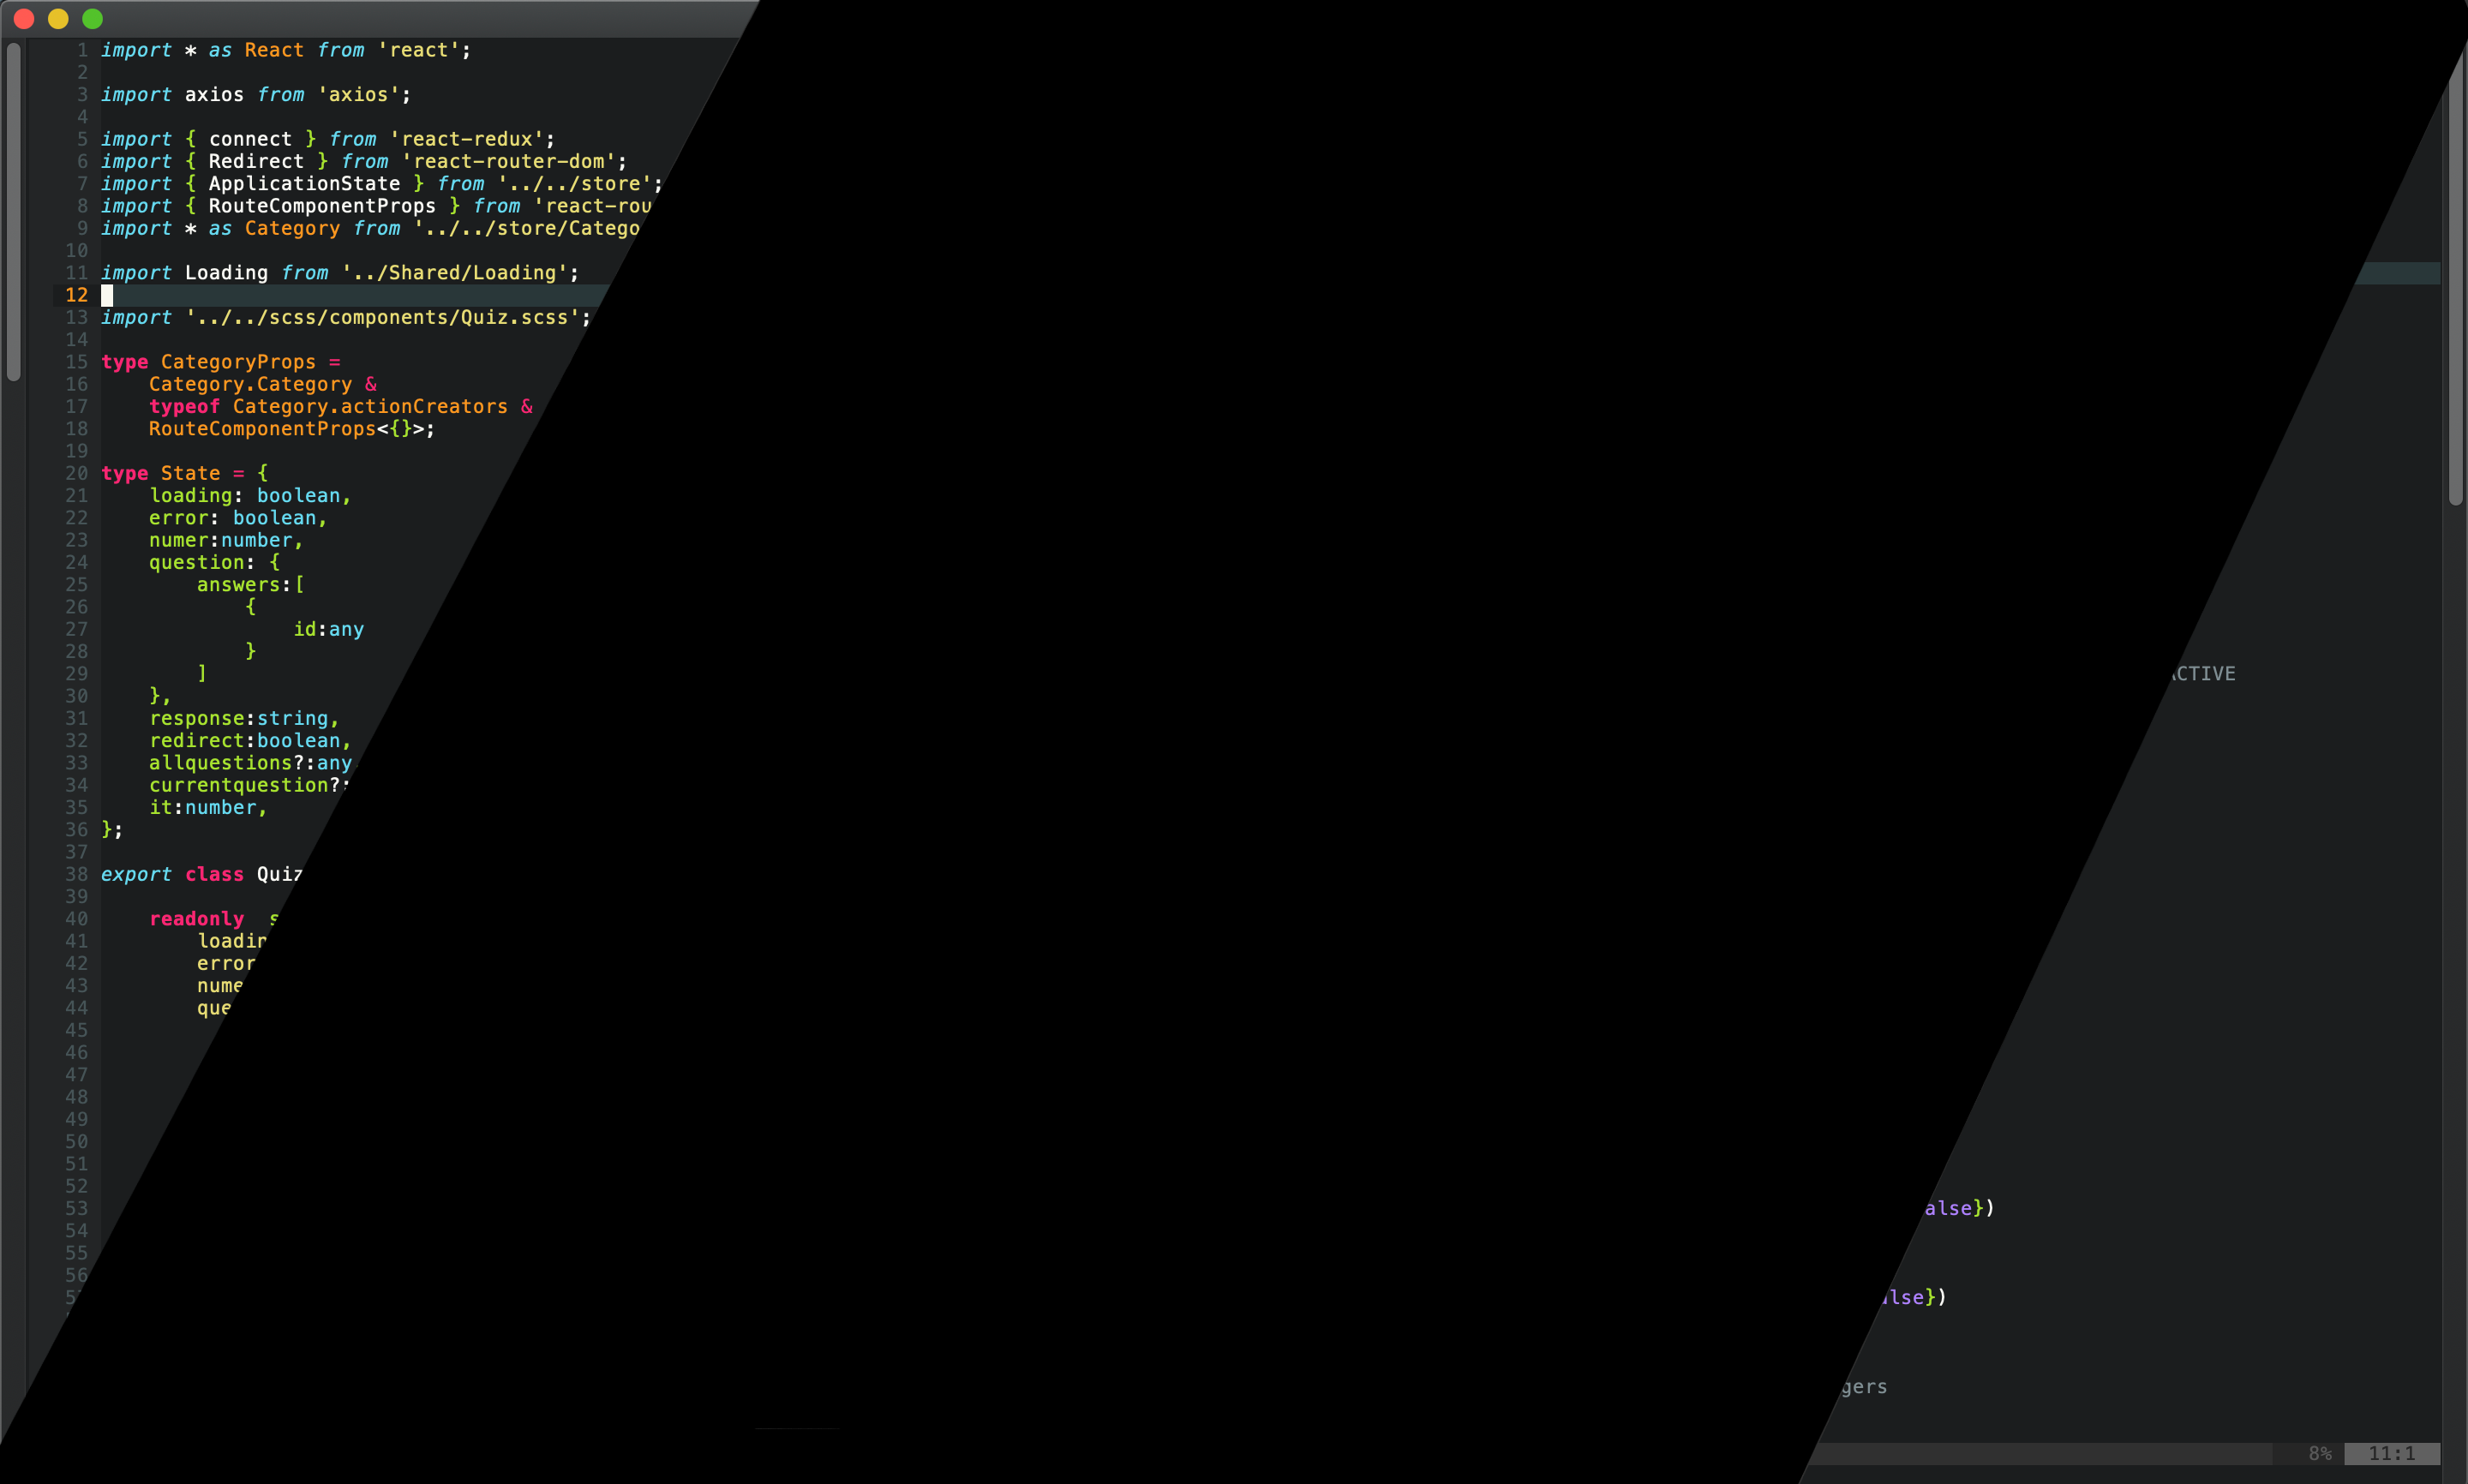 1 import * as React from 'react';
2
3 import axios from 'axios';
4
5 import { connect } from 'react-redux';
6 import { Redirect } from 'react-router-dom';
7 import { ApplicationState } from '../../store';
8 import { RouteComponentProps } from 'react-rou
9 import * as Category from '../../store/Catego
10
11 import Loading from '../Shared/Loading';
12
13 import '../../scss/components/Quiz.scss';
14
15 type CategoryProps =
16 Category.Category &
17 typeof Category.actionCreators &
18 RouteComponentProps<{}>;
19
20 type State = {
21 loading: boolean,
22 error: boolean,
23 numer:number,
24 question: {
25 answers:[
26 {
27 id:any
28 }
29 ]
CTIVE
30 },
31 response:string,
32 redirect:boolean,
33 allquestions?:any
34 currentquestion?:
35 it:number,
36 };
37
38 export class Quiz
39
40 readonly s
41 loadin
42 error
43 nume
44 que
45
46
47
48
49
50
51
52
53
alse})
54
55
56
lse})
gers
8% 11:1